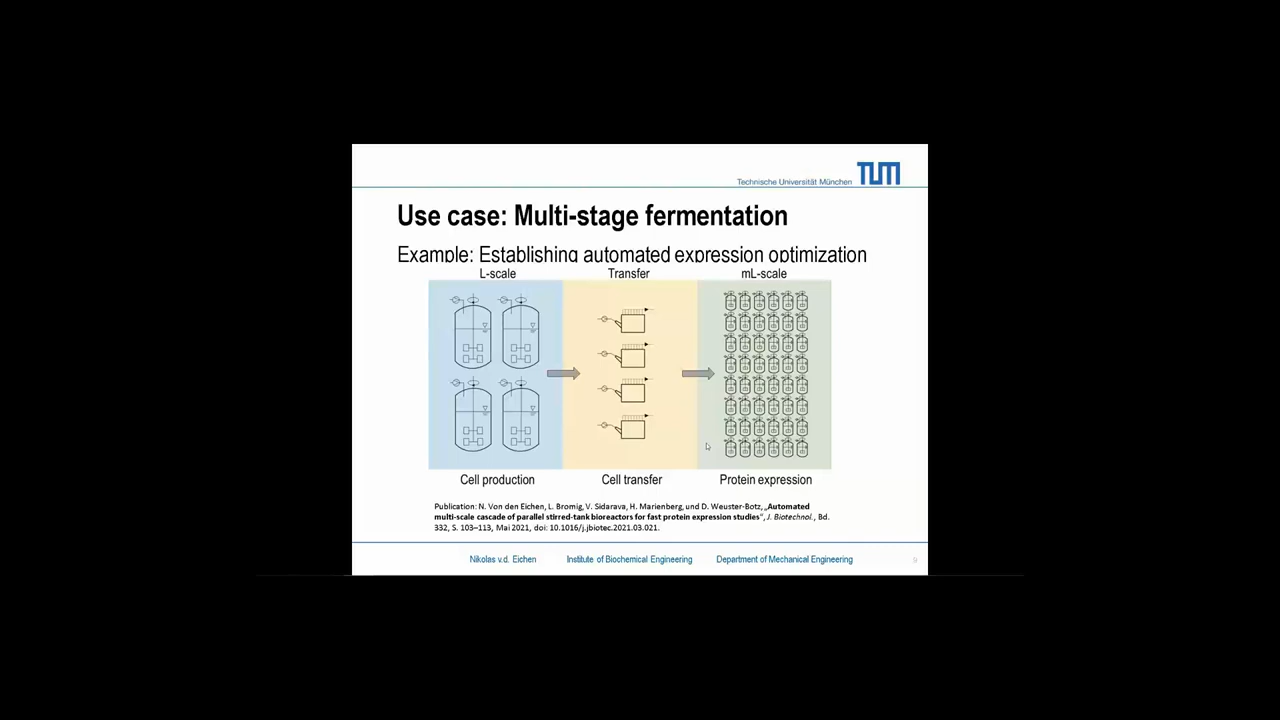 Technische Universität München
TUM
Use case: Multi-stage fermentation
Example: Establishing automated expression optimization
L-scale Transfer mL-scale
Cell production Cell transfer Protein expression
Publication: N. Von den Eichen, L. Bromig, V. Sidarava, H. Marienberg, und D. Weuster-Botz, „Automated
multi-scale cascade of parallel stirred-tank bioreactors for fast protein expression studies“, J. Biotechnol., Bd.
332, S. 103–113, Mai 2021, doi: 10.1016/j.jbiotec.2021.03.021.
Nikolas v.d. Eichen Institute of Biochemical Engineering Department of Mechanical Engineering 9